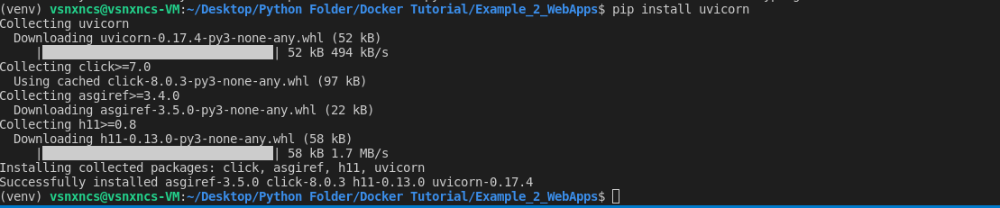 (venv) vsnxncs@vsnxncs-VM:~/Desktop/Python Folder/Docker Tutorial/Example_2_WebApps$ pip install uvicorn
Collecting uvicorn
  Downloading uvicorn-0.17.4-py3-none-any.whl (52 kB)
     |████████████████████████████████| 52 kB 494 kB/s
Collecting click>=7.0
  Using cached click-8.0.3-py3-none-any.whl (97 kB)
Collecting asgiref>=3.4.0
  Downloading asgiref-3.5.0-py3-none-any.whl (22 kB)
Collecting h11>=0.8
  Downloading h11-0.13.0-py3-none-any.whl (58 kB)
     |████████████████████████████████| 58 kB 1.7 MB/s
Installing collected packages: click, asgiref, h11, uvicorn
Successfully installed asgiref-3.5.0 click-8.0.3 h11-0.13.0 uvicorn-0.17.4
(venv) vsnxncs@vsnxncs-VM:~/Desktop/Python Folder/Docker Tutorial/Example_2_WebApps$